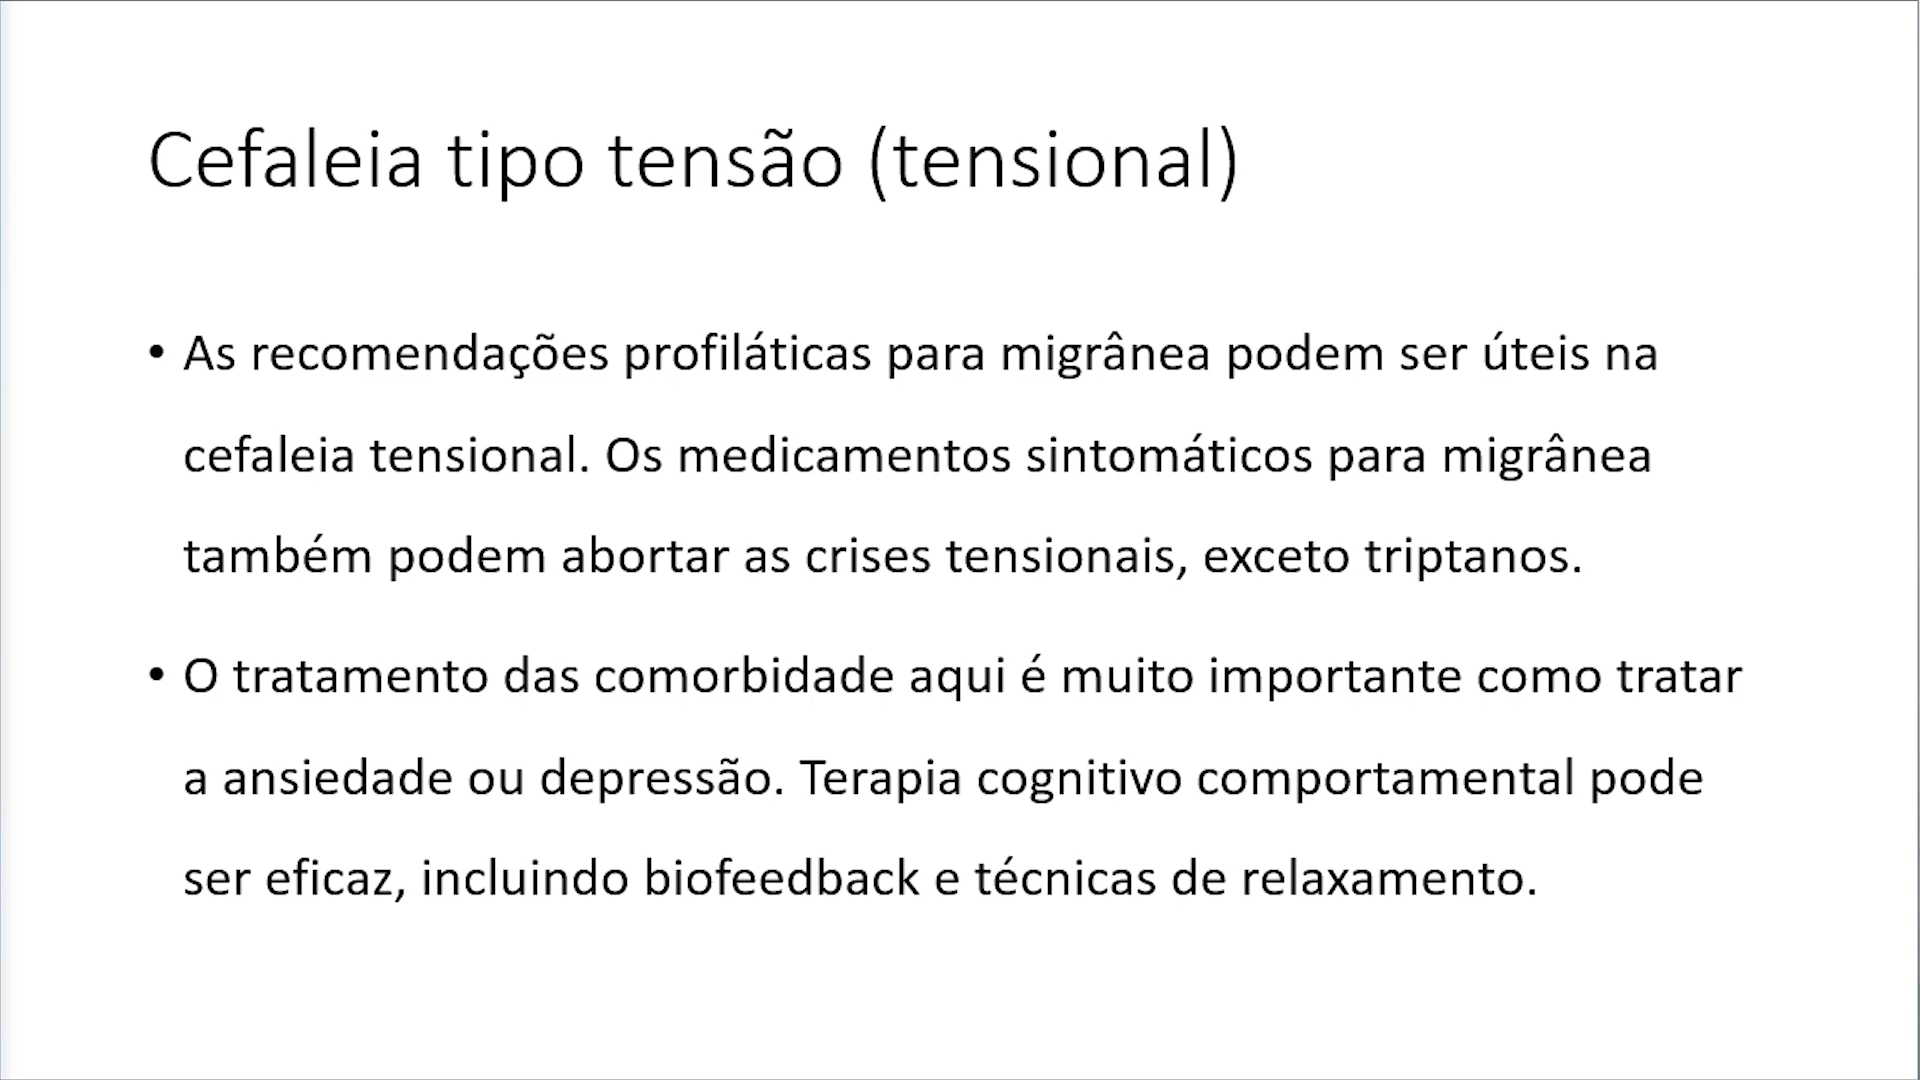 Cefaleia tipo tensão (tensional)
• As recomendações profiláticas para migrânea podem ser úteis na
cefaleia tensional. Os medicamentos sintomáticos para migrânea
também podem abortar as crises tensionais, exceto triptanos.
• O tratamento das comorbidade aqui é muito importante como tratar
a ansiedade ou depressão. Terapia cognitivo comportamental pode
ser eficaz, incluindo biofeedback e técnicas de relaxamento.